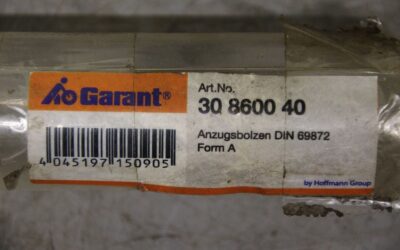 Garant®
Art.No.
30 8600 40
Anzugsbolzen DIN 69872
Form A
4 045197 150905
by Hoffmann Group